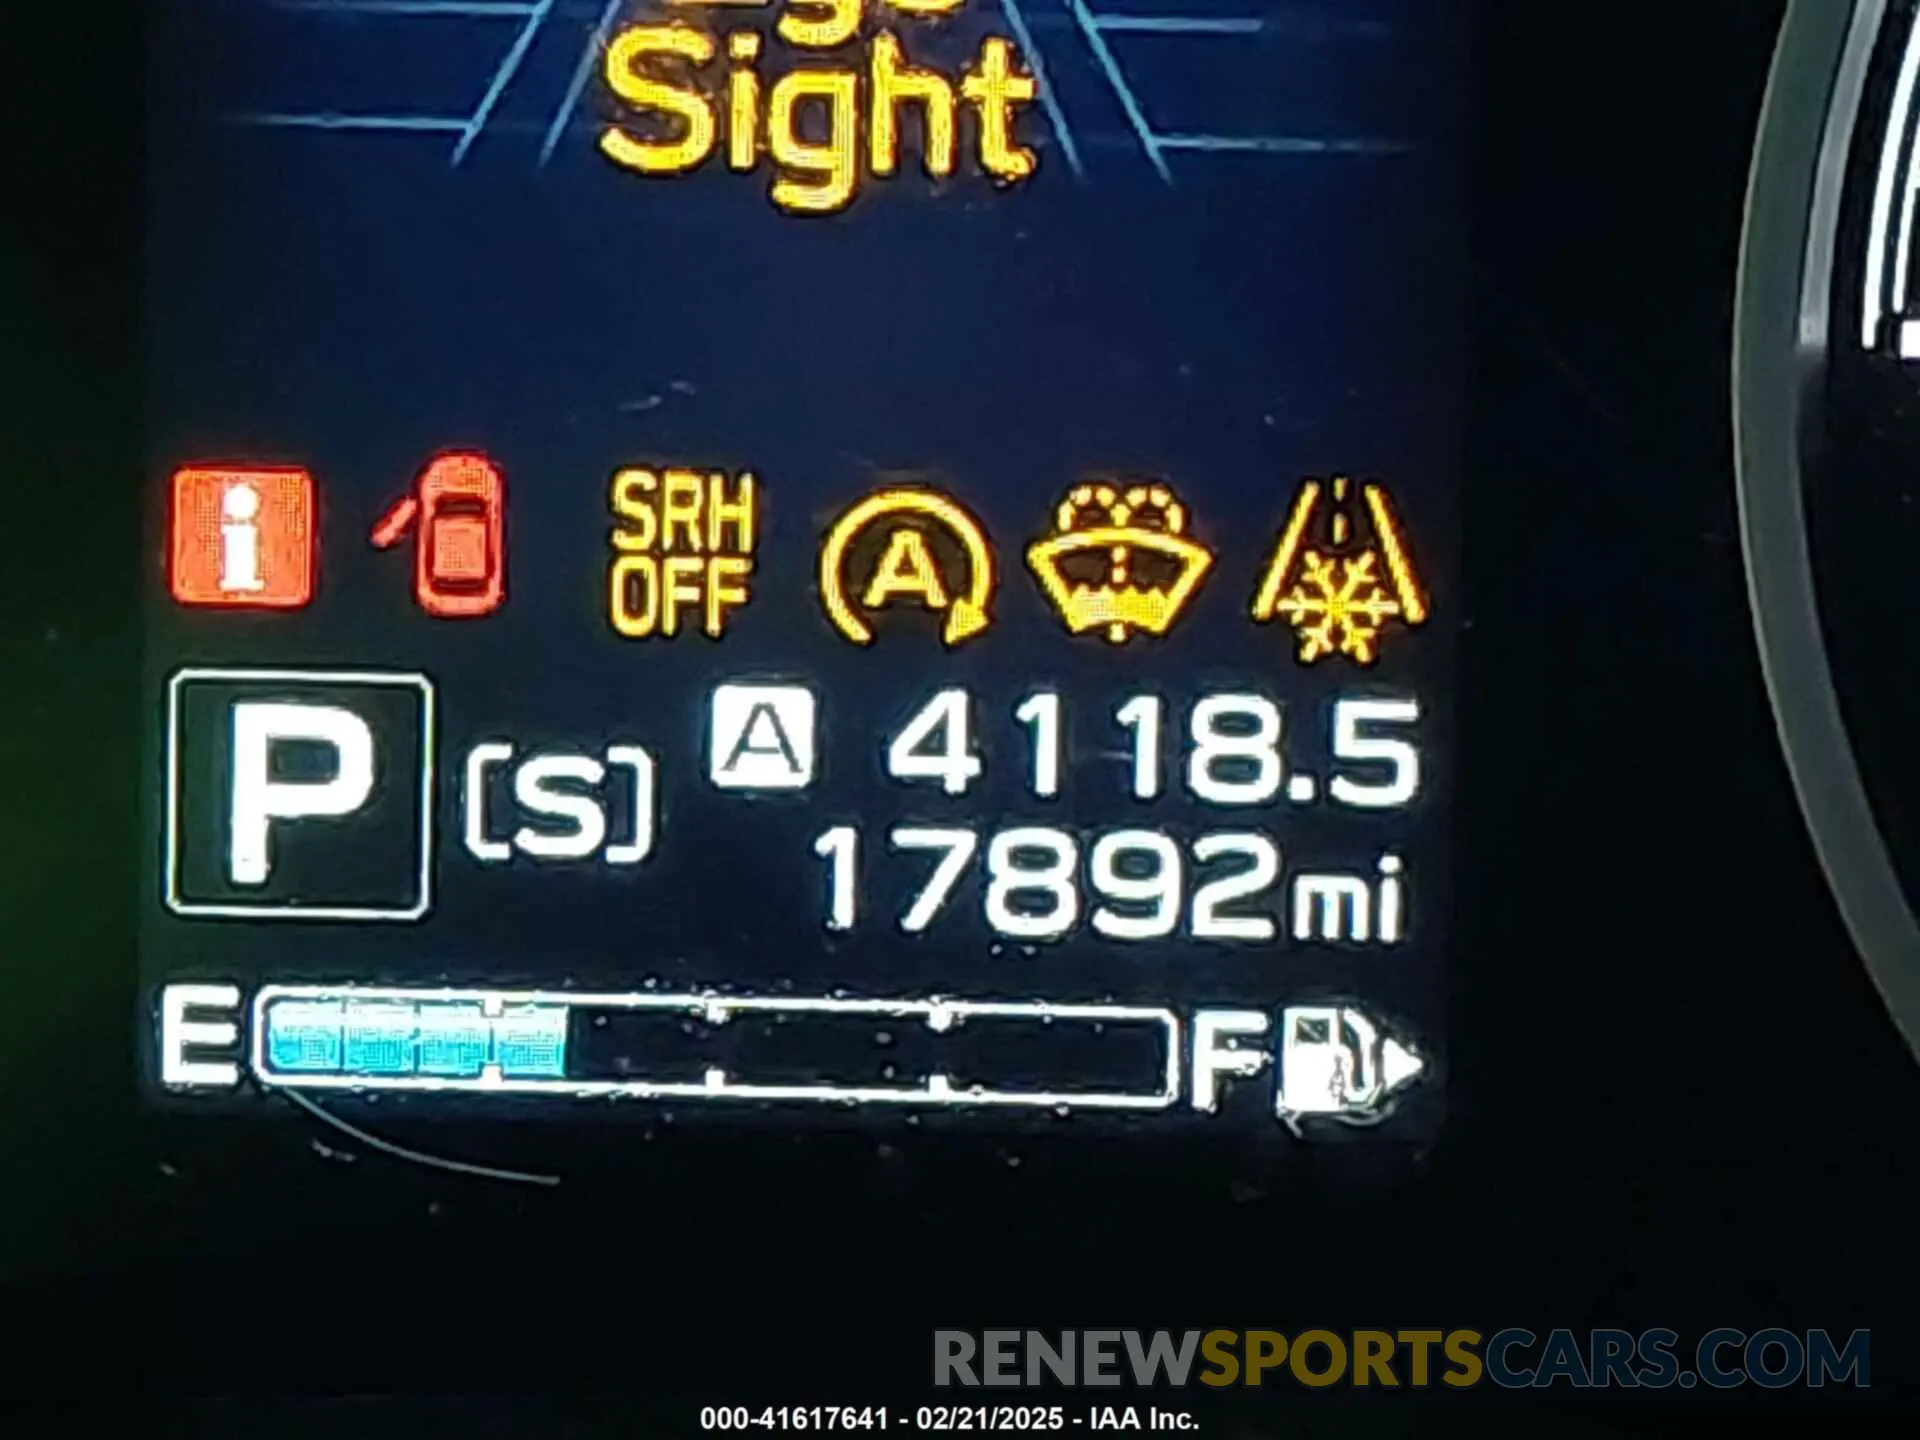 Sight
i
SRH
OFF
A
P [S] A 4118.5
17892mi
E F
RENEWSPORTSCARS.COM
000-41617641 - 02/21/2025 - IAA Inc.